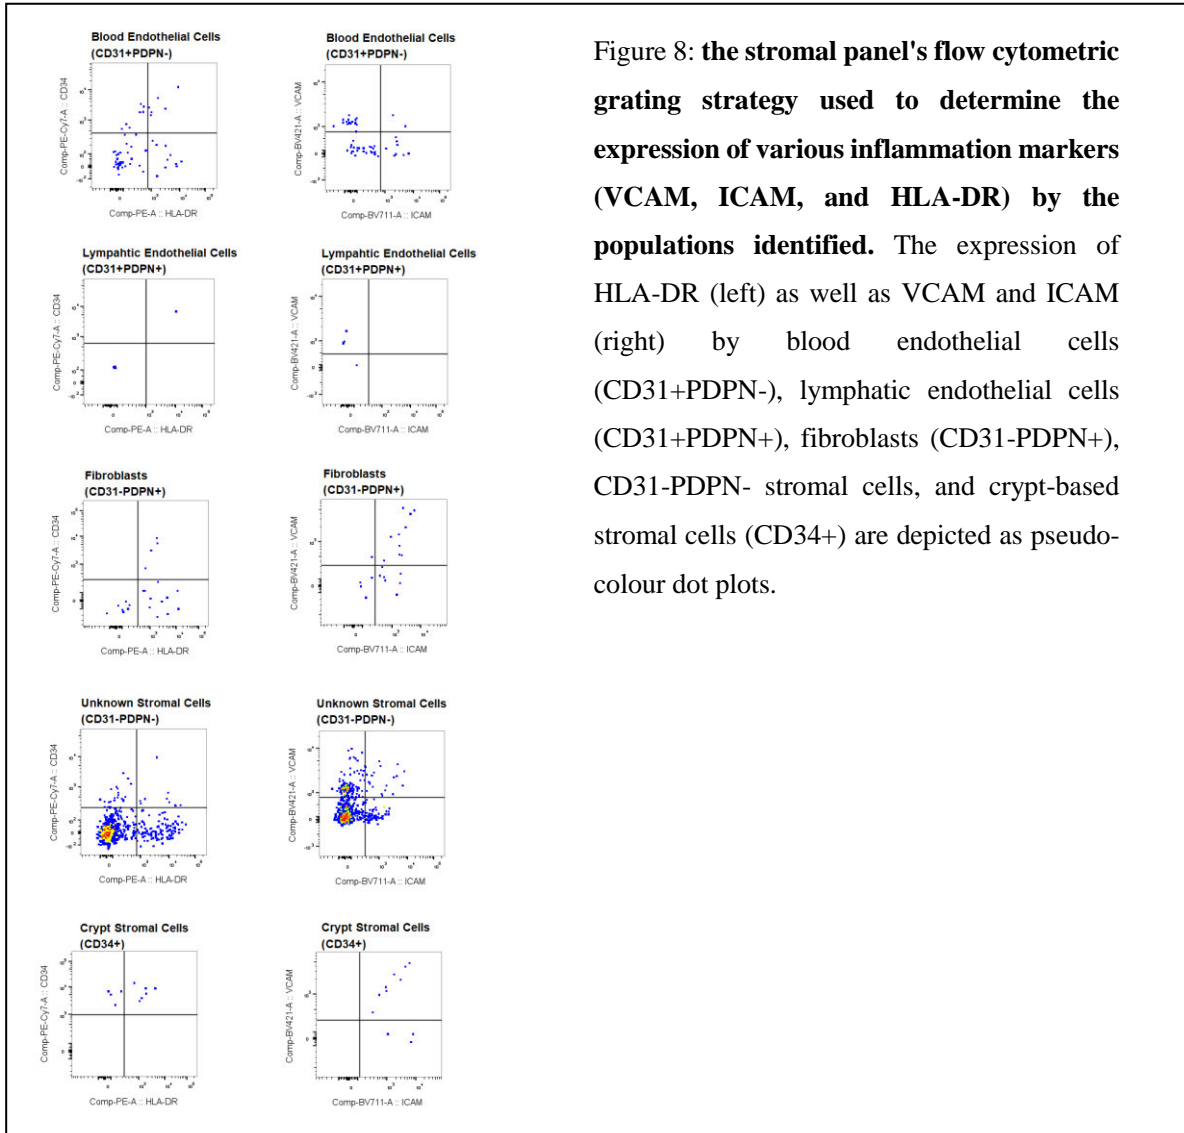 Blood Endothelial Cells
(CD31+PDPN-)
Comp-PE-Cy7-A :: CD34
Comp-PE-A :: HLA-DR
Blood Endothelial Cells
(CD31+PDPN-)
Comp-BV421-A :: VCAM
Comp-BV711-A :: ICAM
Lympahtic Endothelial Cells
(CD31+PDPN+)
Comp-PE-Cy7-A :: CD34
Comp-PE-A :: HLA-DR
Lymphatic Endothelial Cells
(CD31+PDPN+)
Comp-BV421-A :: VCAM
Comp-BV711-A :: ICAM
Fibroblasts
(CD31-PDPN+)
Comp-PE-Cy7-A :: CD34
Comp-PE-A :: HLA-DR
Fibroblasts
(CD31-PDPN+)
Comp-BV421-A :: VCAM
Comp-BV711-A :: ICAM
Unknown Stromal Cells
(CD31-PDPN-)
Comp-PE-Cy7-A :: CD34
Comp-PE-A :: HLA-DR
Unknown Stromal Cells
(CD31-PDPN-)
Comp-BV421-A :: VCAM
Comp-BV711-A :: ICAM
Crypt Stromal Cells
(CD34+)
Comp-PE-Cy7-A :: CD34
Comp-PE-A :: HLA-DR
Crypt Stromal Cells
(CD34+)
Comp-BV421-A :: VCAM
Comp-BV711-A :: ICAM
Figure 8: the stromal panel's flow cytometric
grating strategy used to determine the
expression of various inflammation markers
(VCAM, ICAM, and HLA-DR) by the
populations identified. The expression of
HLA-DR (left) as well as VCAM and ICAM
(right) by blood endothelial cells
(CD31+PDPN-), lymphatic endothelial cells
(CD31+PDPN+), fibroblasts (CD31-PDPN+),
CD31-PDPN- stromal cells, and crypt-based
stromal cells (CD34+) are depicted as pseudo-
colour dot plots.